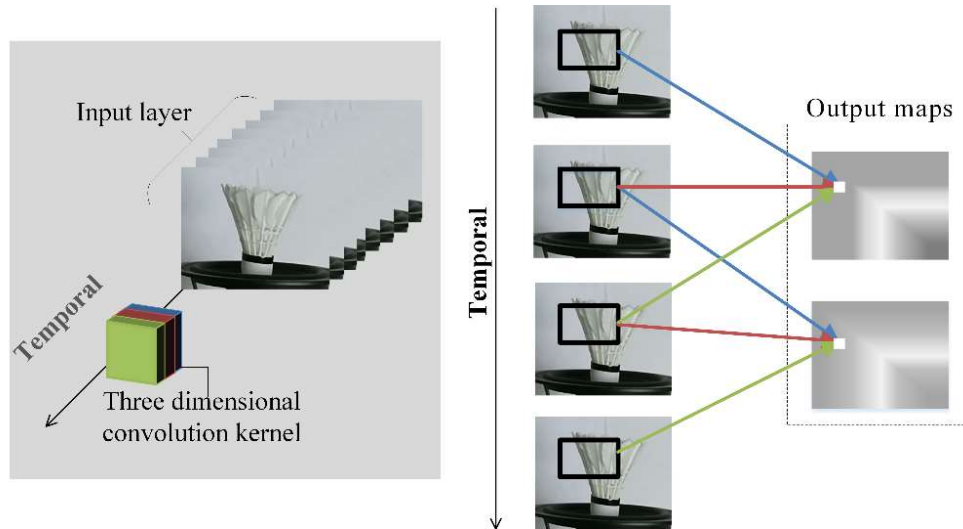 Input layer
Temporal
Three dimensional
convolution kernel
Temporal
Output maps